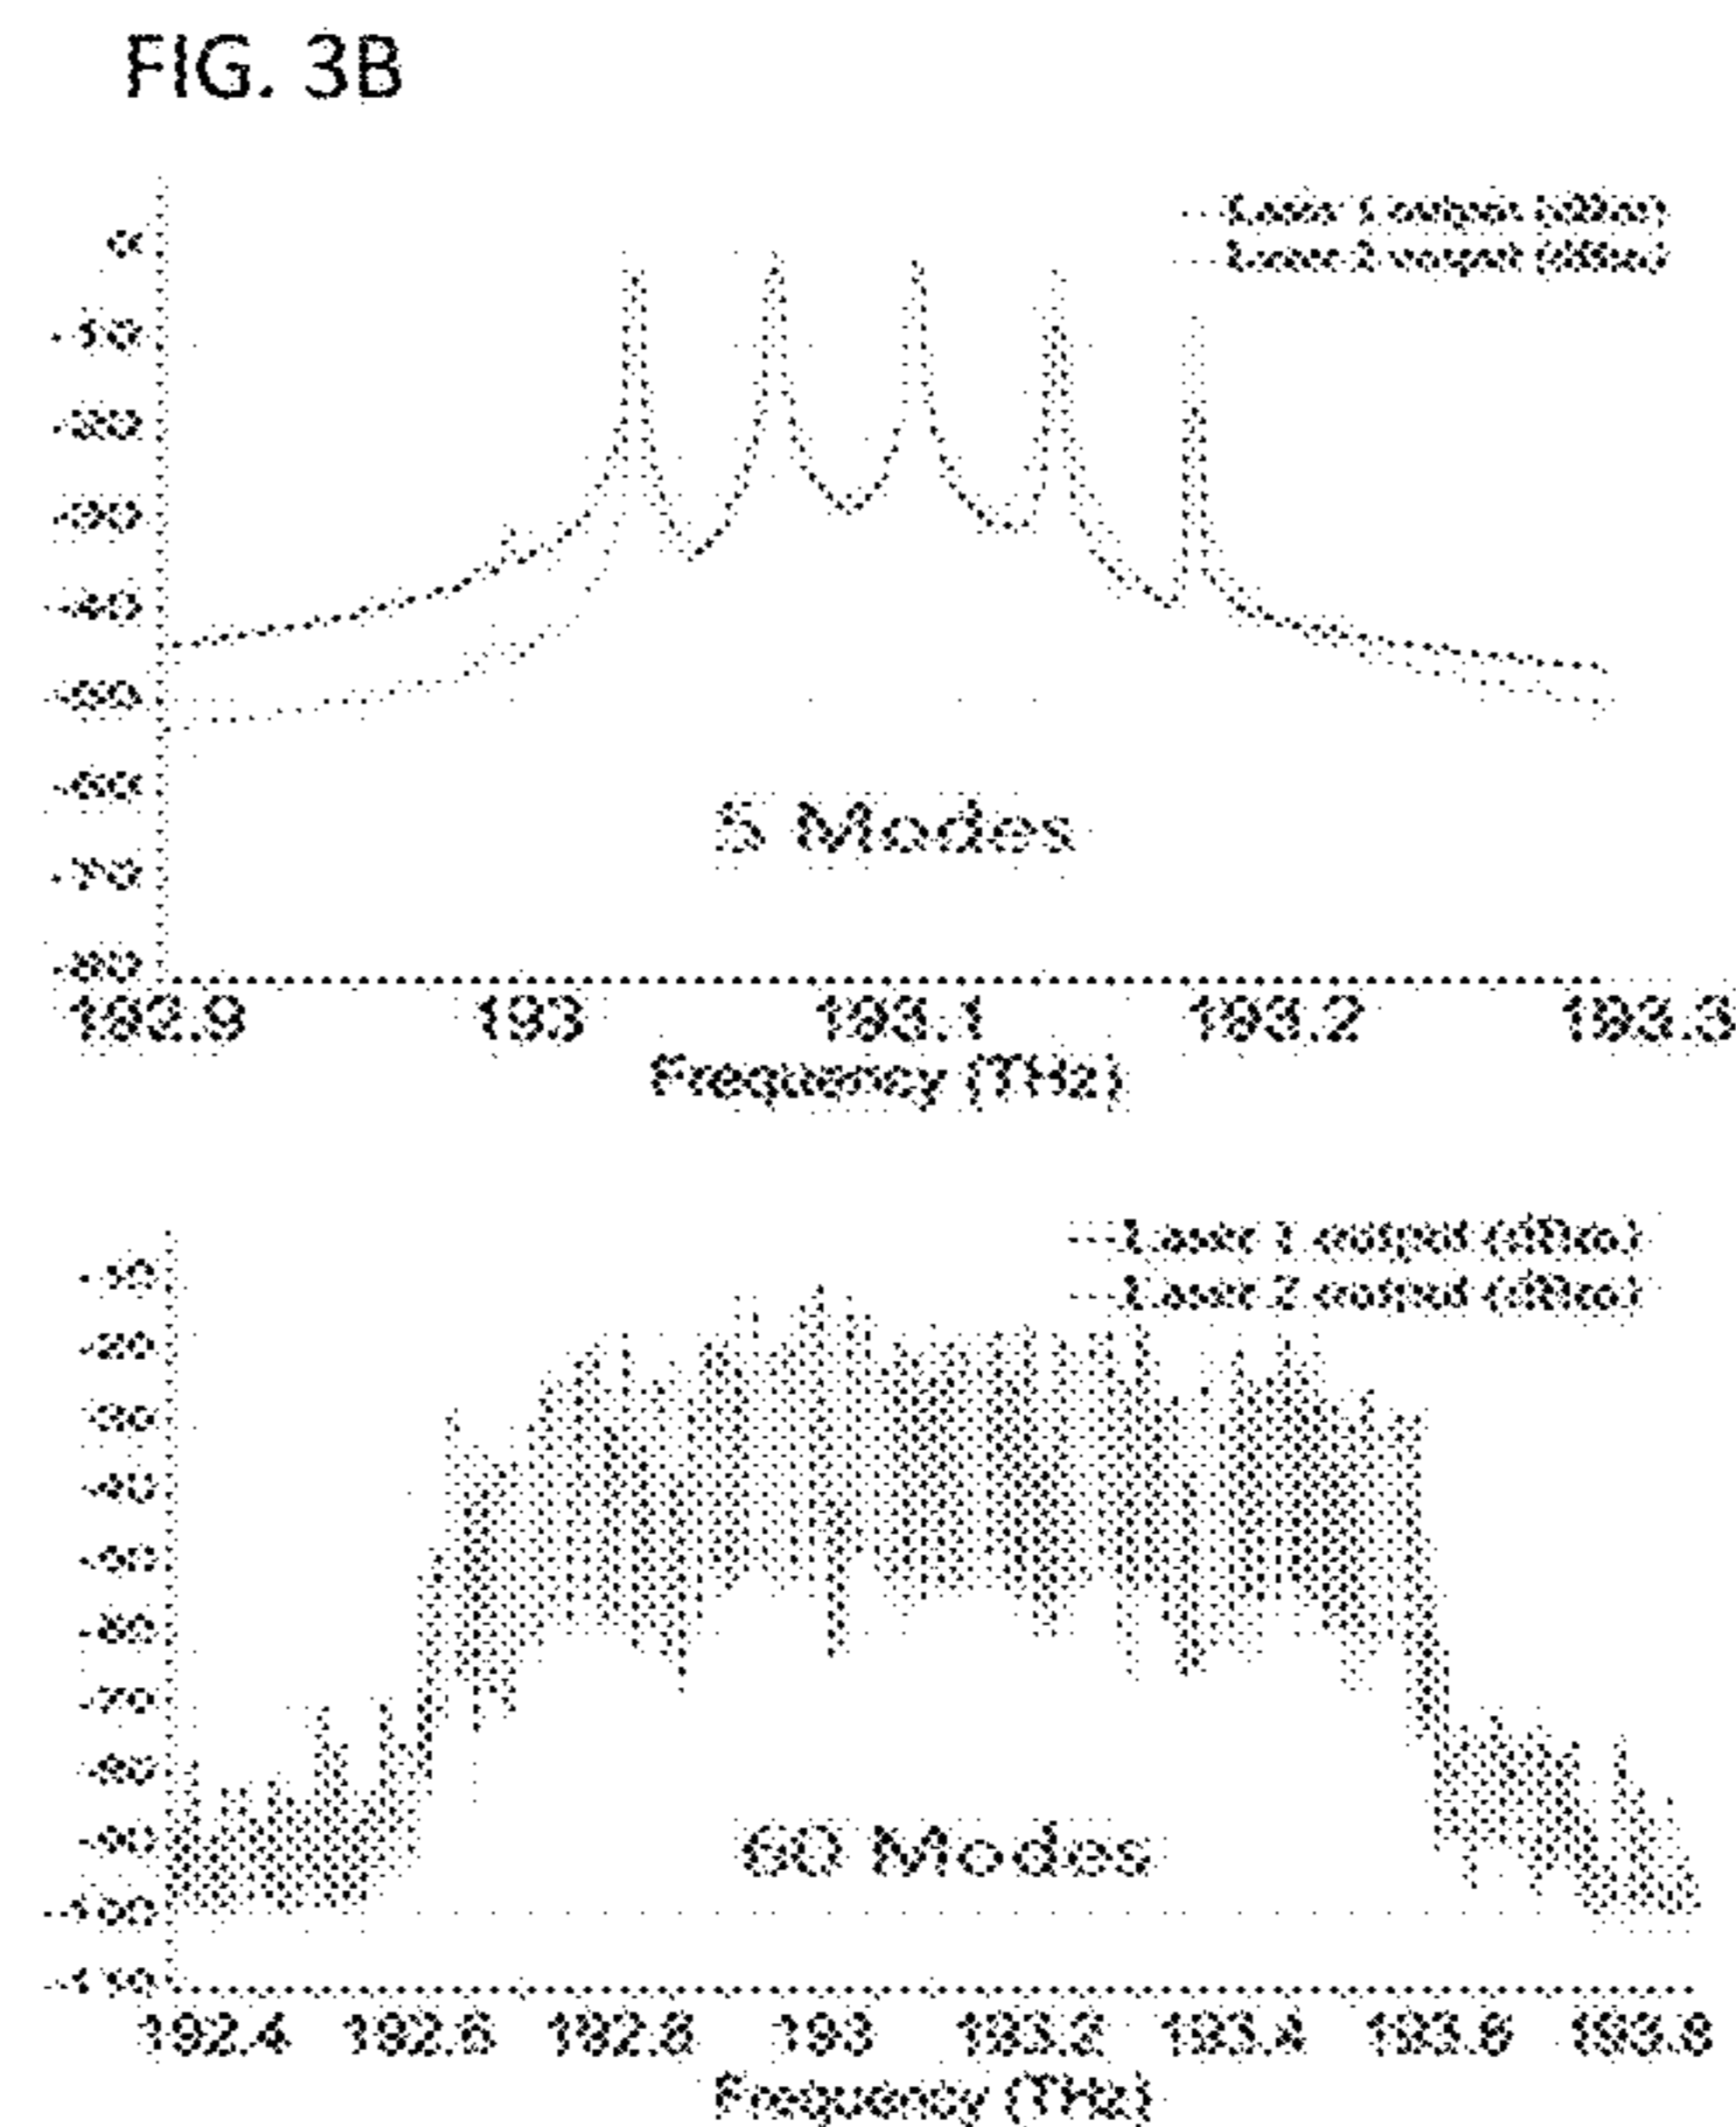 FIG. 3B
Laser 1 output (dBm)
Laser 2 output (dBm)
0
-10
-20
-30
-40
-50
-60
-70
-80
5 Modes
192.9 193 193.1 193.2 193.3
Frequency (THz)
Laser 1 output (dBm)
Laser 2 output (dBm)
-10
-20
-30
-40
-50
-60
-70
-80
-90
-100
-110
60 Modes
192.4 192.6 192.8 193 193.2 193.4 193.6 193.8
Frequency (THz)